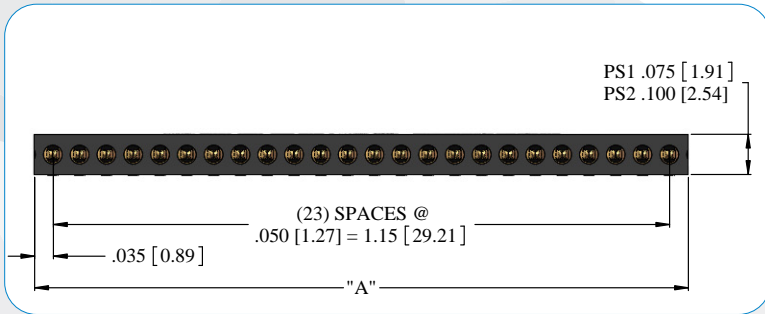 PS1 .075 [1.91]
PS2 .100 [2.54]
(23) SPACES @
.050 [1.27] = 1.15 [29.21]
.035 [0.89]
"A"